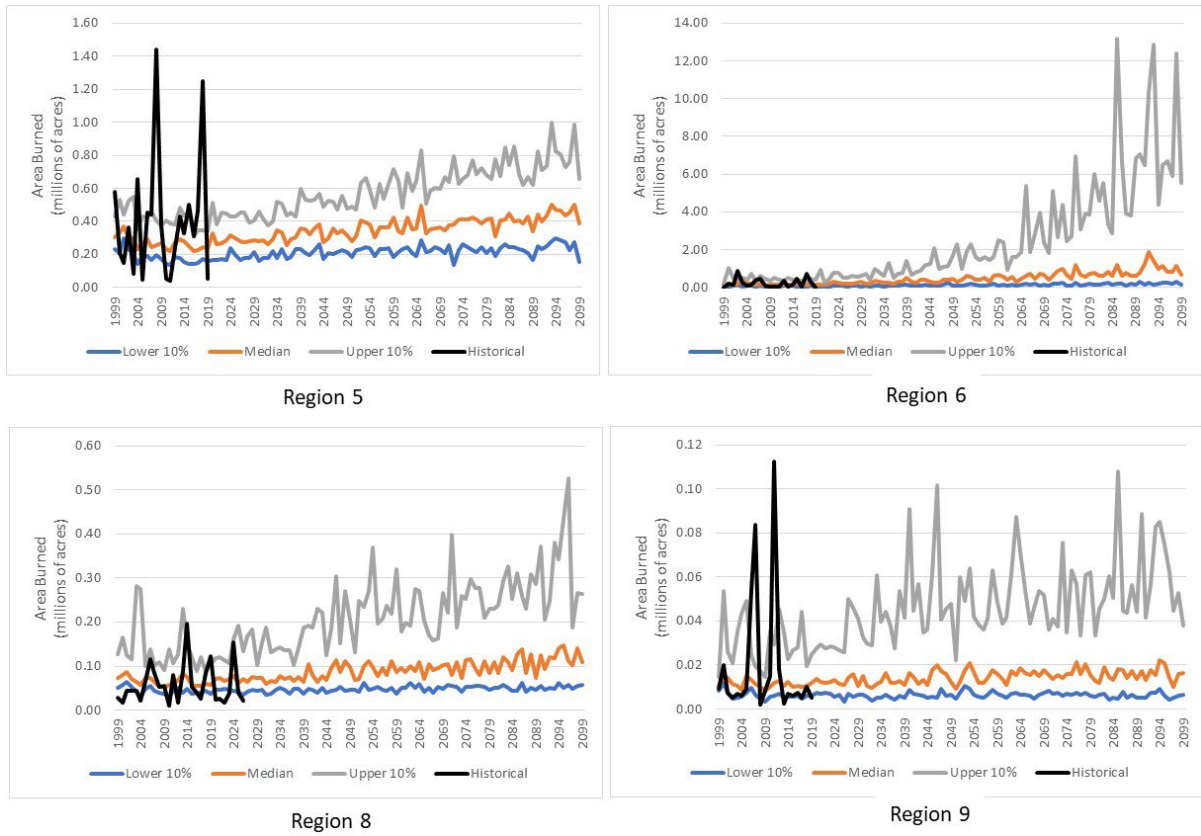 1.60
1.40
1.20
1.00
0.80
0.60
0.40
0.20
0.00
Area Burned
(millions of acres)
1999 2004 2009 2014 2019 2024 2029 2034 2039 2044 2049 2054 2059 2064 2069 2074 2079 2084 2089 2094 2099
Lower 10% Median Upper 10% Historical
Region 5
14.00
12.00
10.00
8.00
6.00
4.00
2.00
0.00
Area Burned
(millions of acres)
1999 2004 2009 2014 2019 2024 2029 2034 2039 2044 2049 2054 2059 2064 2069 2074 2079 2084 2089 2094 2099
Lower 10% Median Upper 10% Historical
Region 6
0.60
0.50
0.40
0.30
0.20
0.10
0.00
Area Burned
(millions of acres)
1999 2004 2009 2014 2019 2024 2029 2034 2039 2044 2049 2054 2059 2064 2069 2074 2079 2084 2089 2094 2099
Lower 10% Median Upper 10% Historical
Region 8
0.12
0.10
0.08
0.06
0.04
0.02
0.00
Area Burned
(millions of acres)
1999 2004 2009 2014 2019 2024 2029 2034 2039 2044 2049 2054 2059 2064 2069 2074 2079 2084 2089 2094 2099
Lower 10% Median Upper 10% Historical
Region 9